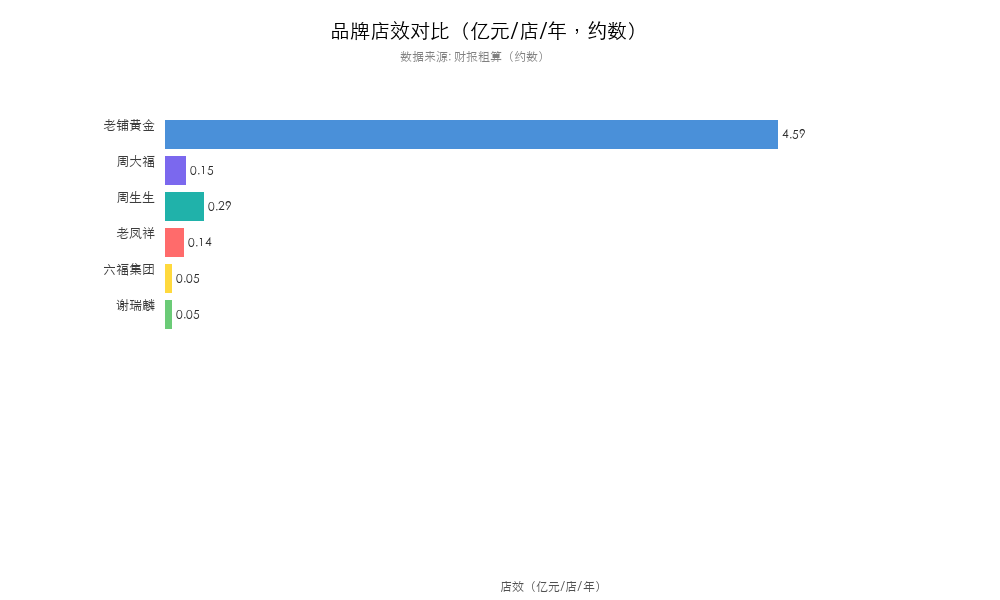 品牌店效对比（亿元/店/年，约数）
数据来源: 财报粗算（约数）
老铺黄金 4.59
周大福 0.15
周生生 0.29
老凤祥 0.14
六福集团 0.05
谢瑞麟 0.05
店效（亿元/店/年）